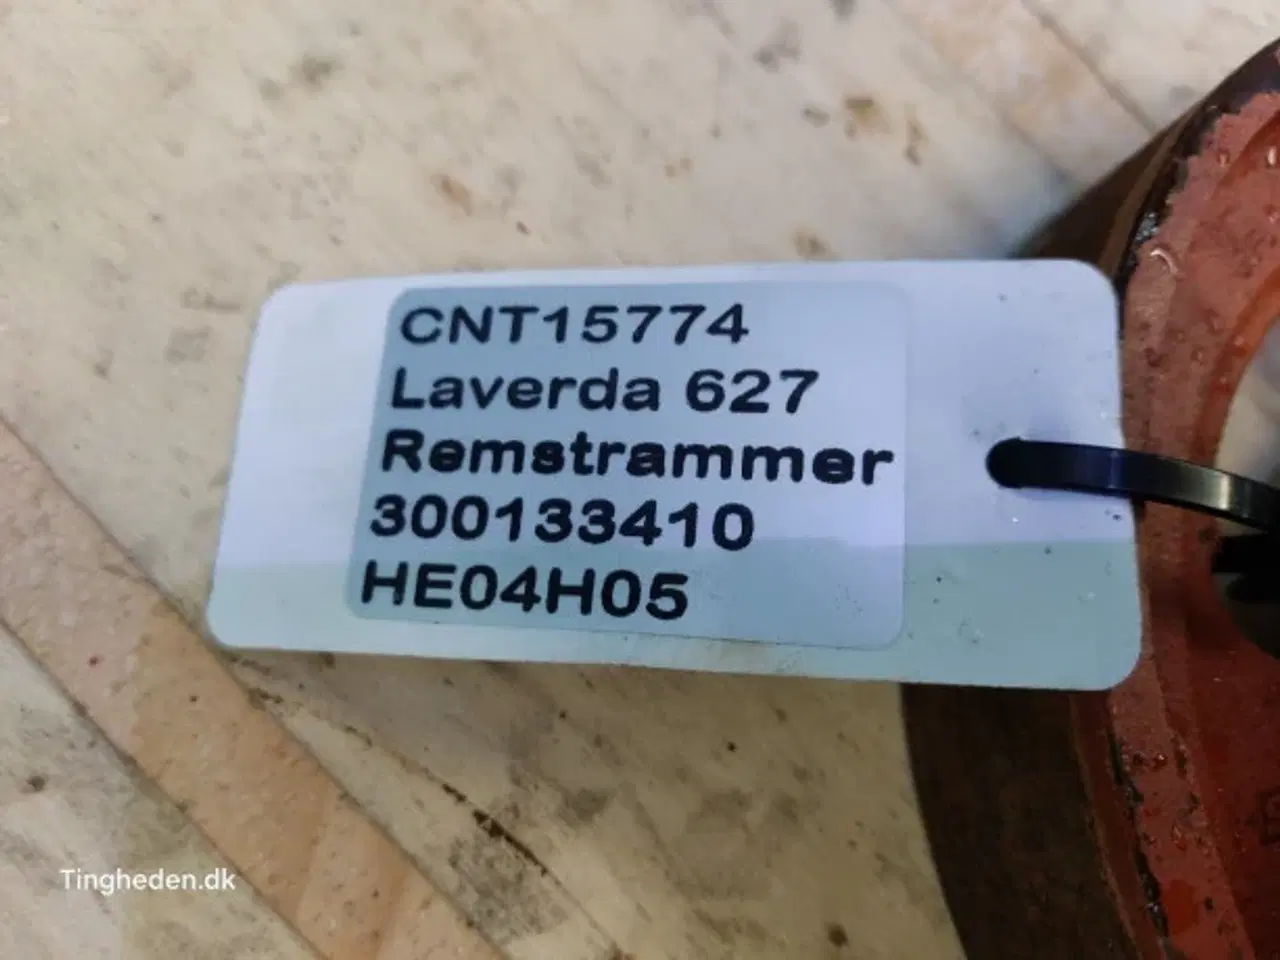 CNT15774
Laverda 627
Remstrammer
300133410
HE04H05
Tingheden.dk